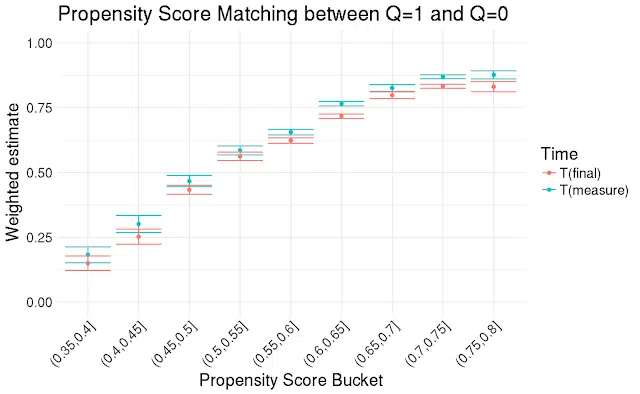 Propensity Score Matching between Q=1 and Q=0
1.00
0.75
0.50
0.25
0.00
Weighted estimate
(0.35,0.4]
(0.4,0.45]
(0.45,0.5]
(0.5,0.55]
(0.55,0.6]
(0.6,0.65]
(0.65,0.7]
(0.7,0.75]
(0.75,0.8]
Propensity Score Bucket
Time
T(final)
T(measure)